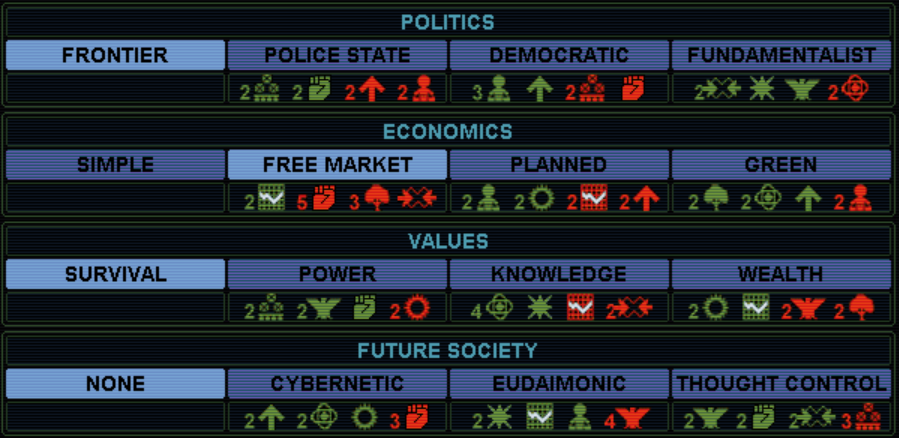 POLITICS
FRONTIER POLICE STATE DEMOCRATIC FUNDAMENTALIST
2 2 2 2 3 2 2 2
ECONOMICS
SIMPLE FREE MARKET PLANNED GREEN
2 5 3 2 2 2 2 2 2 2
VALUES
SURVIVAL POWER KNOWLEDGE WEALTH
2 2 2 4 2 2 2 2
FUTURE SOCIETY
NONE CYBERNETIC EUDAIMONIC THOUGHT CONTROL
2 2 3 2 4 2 2 2 3